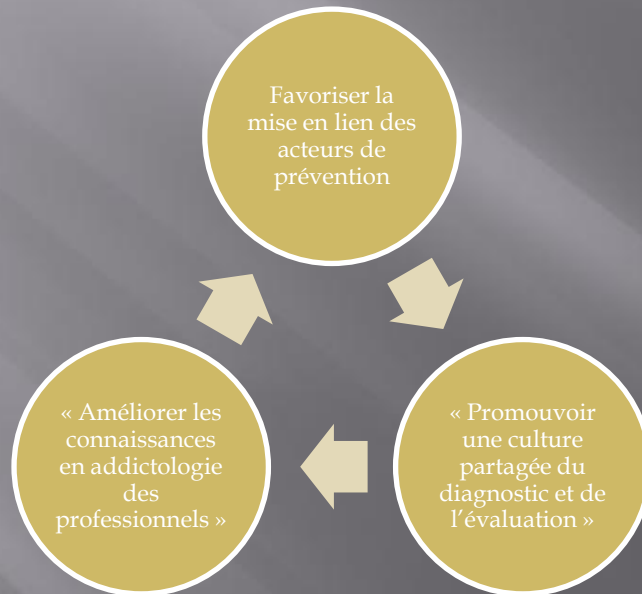 Favoriser la
mise en lien des
acteurs de
prévention
« Promouvoir
une culture
partagée du
diagnostic et de
l’évaluation »
« Améliorer les
connaissances
en addictologie
des
professionnels »